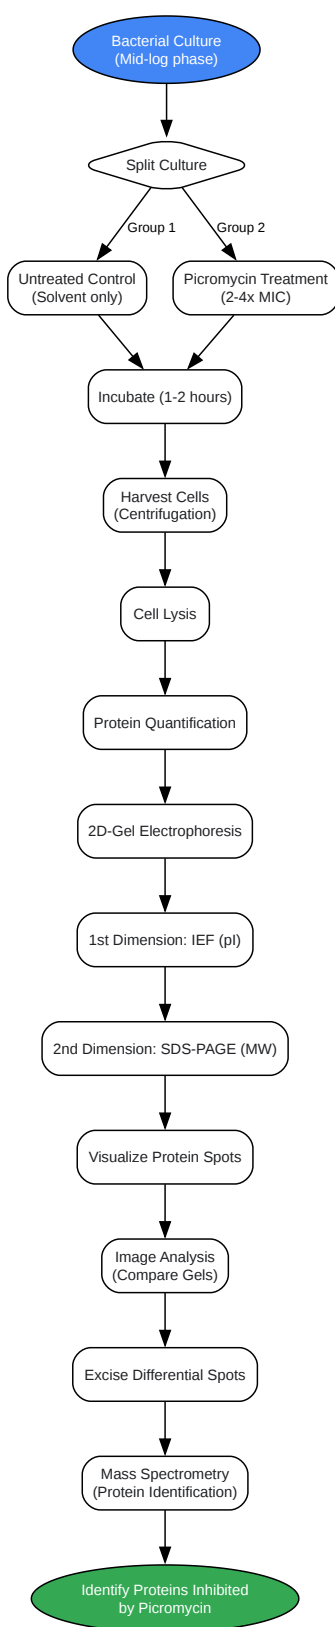 Bacterial Culture
(Mid-log phase)
Split Culture
Group 1
Group 2
Untreated Control
(Solvent only)
Picromycin Treatment
(2-4x MIC)
Incubate (1-2 hours)
Harvest Cells
(Centrifugation)
Cell Lysis
Protein Quantification
2D-Gel Electrophoresis
1st Dimension: IEF (pI)
2nd Dimension: SDS-PAGE (MW)
Visualize Protein Spots
Image Analysis
(Compare Gels)
Excise Differential Spots
Mass Spectrometry
(Protein Identification)
Identify Proteins Inhibited
by Picromycin